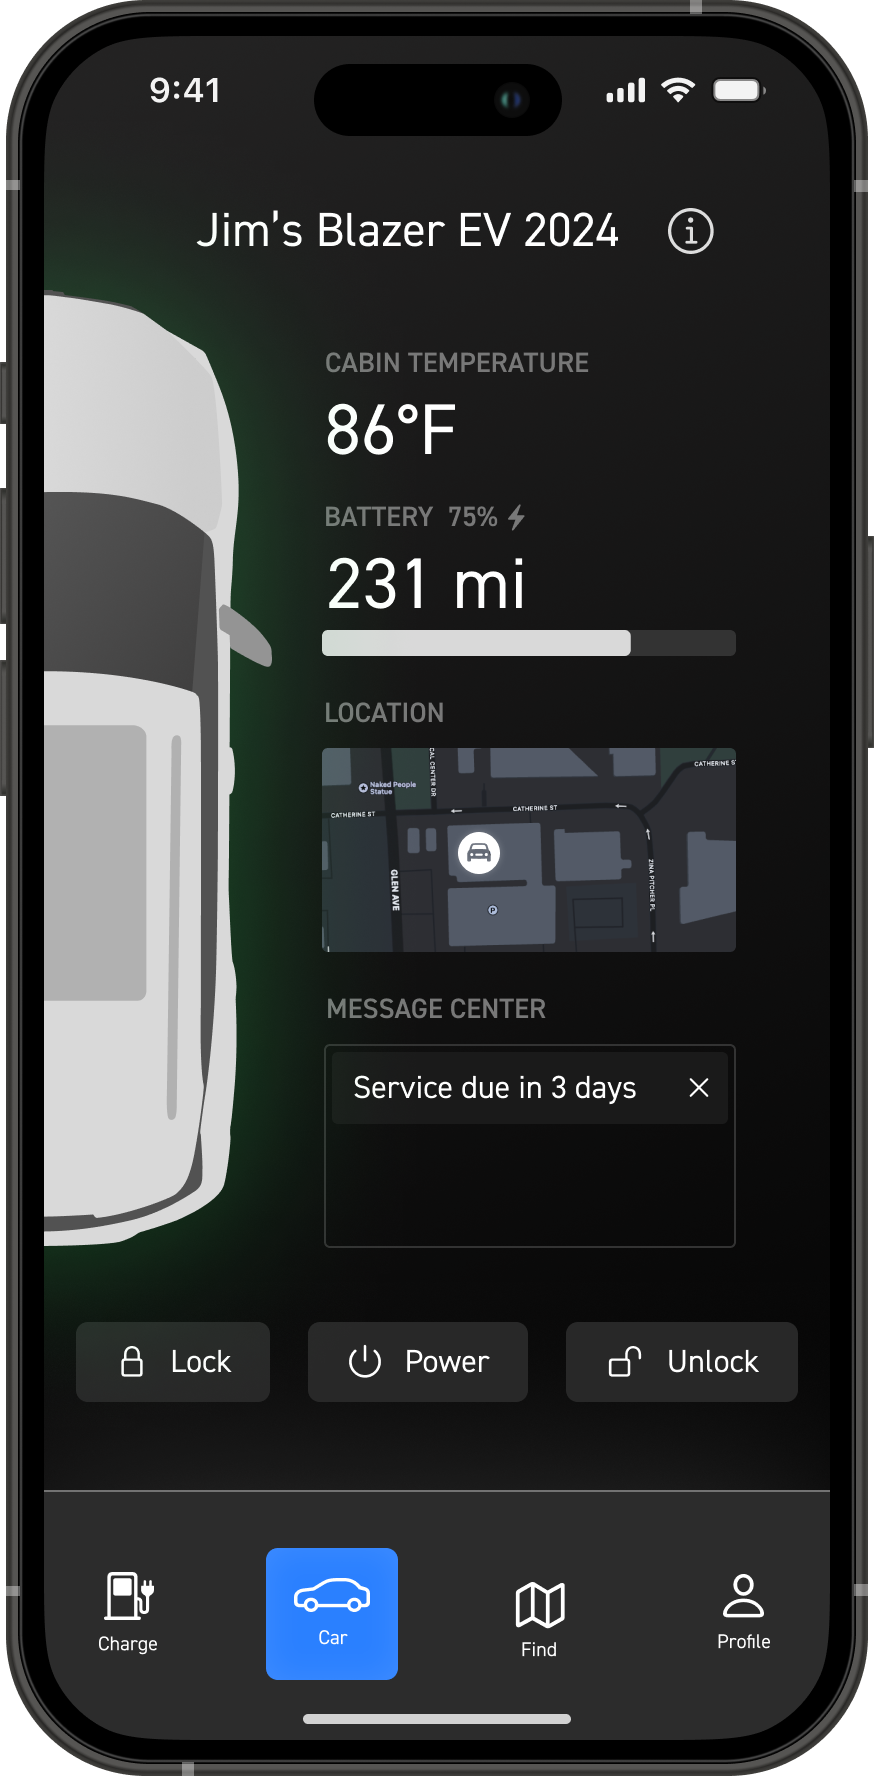 9:41
Jim's Blazer EV 2024
CABIN TEMPERATURE
86°F
BATTERY 75%
231 mi
LOCATION
CAL CENTER DR
CATHERINE ST
Naked People
Statue
CATHERINE ST
CATHERINE ST
GLEN AVE
ZINA PITCHER PL
P
MESSAGE CENTER
Service due in 3 days
Lock
Power
Unlock
Charge
Car
Find
Profile